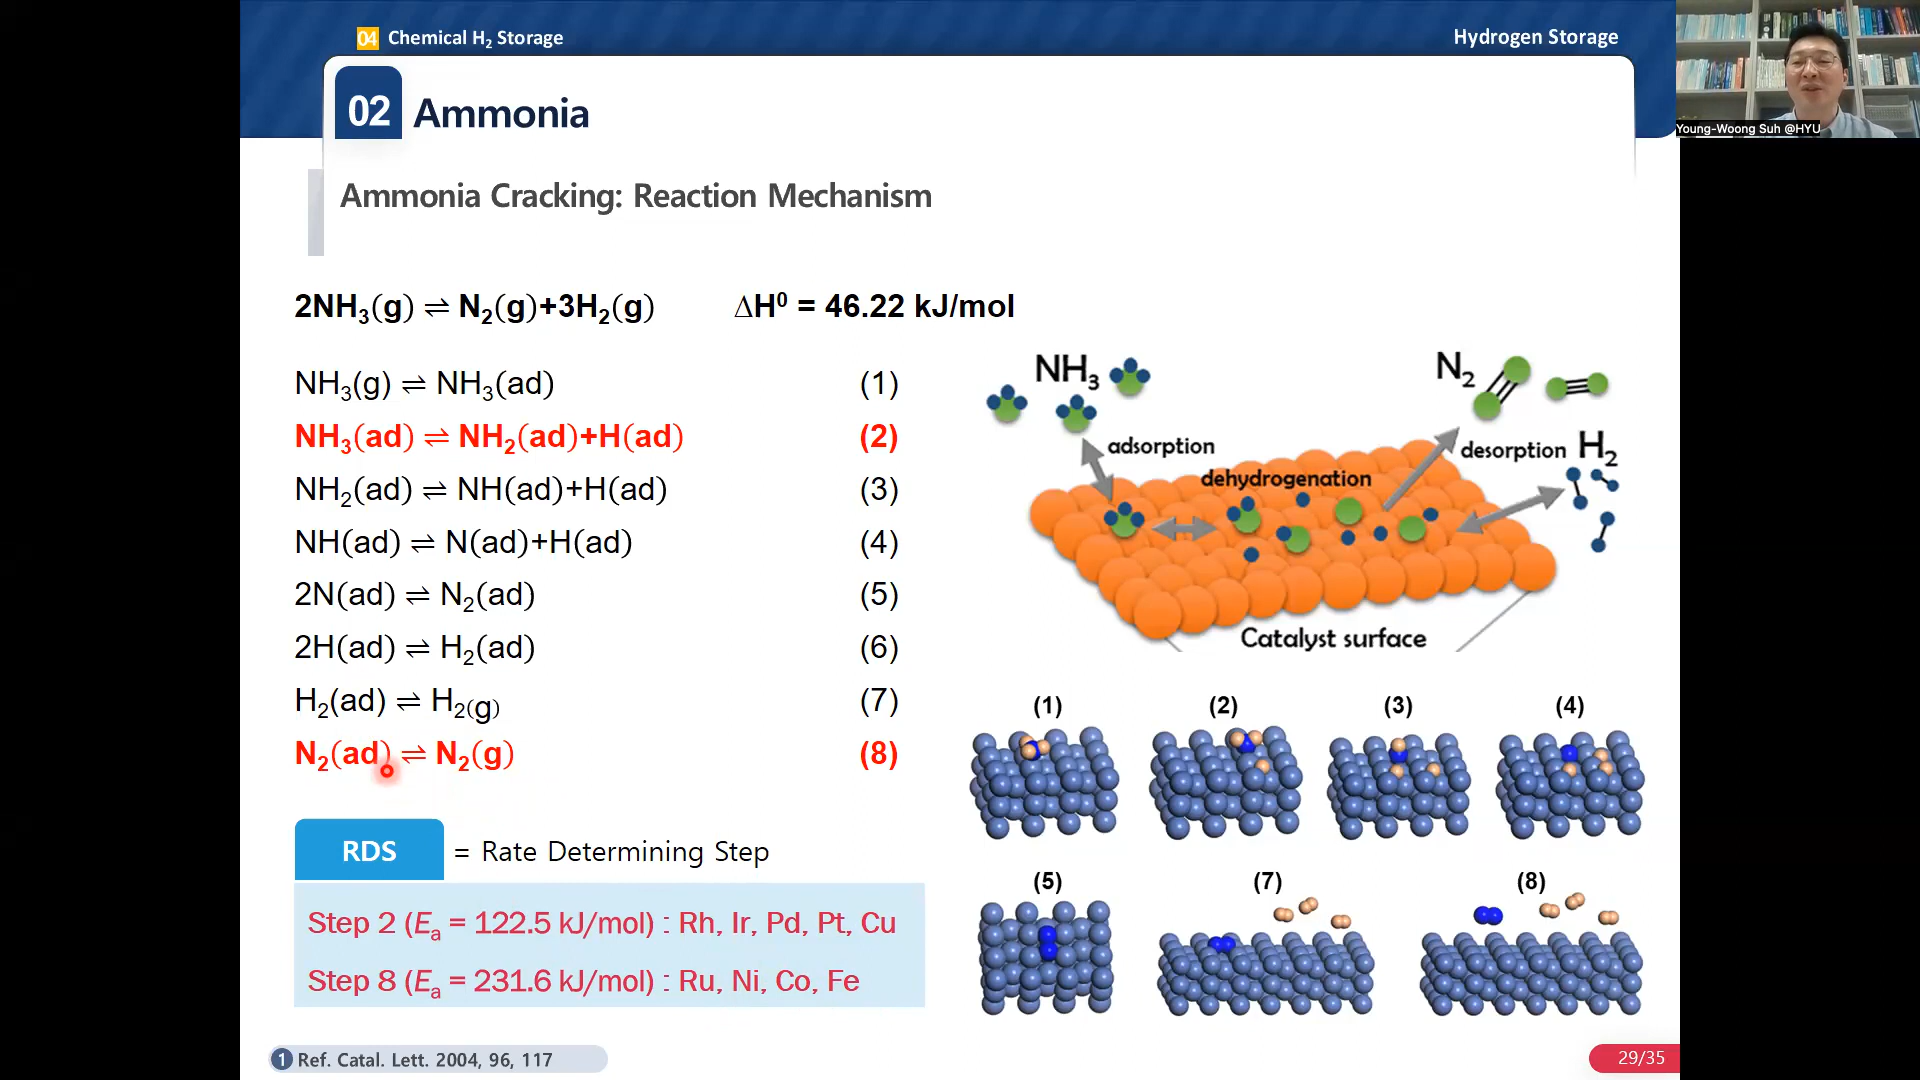 04 Chemical H₂ Storage
Hydrogen Storage
Young-Woong Suh @HYU
02 Ammonia
Ammonia Cracking: Reaction Mechanism
2NH₃(g) ⇌ N₂(g)+3H₂(g) ΔH⁰ = 46.22 kJ/mol
NH₃(g) ⇌ NH₃(ad) (1)
NH₃(ad) ⇌ NH₂(ad)+H(ad) (2)
NH₂(ad) ⇌ NH(ad)+H(ad) (3)
NH(ad) ⇌ N(ad)+H(ad) (4)
2N(ad) ⇌ N₂(ad) (5)
2H(ad) ⇌ H₂(ad) (6)
H₂(ad) ⇌ H₂(g) (7)
N₂(ad) ⇌ N₂(g) (8)
NH₃
N₂
adsorption
desorption H₂
dehydrogenation
Catalyst surface
(1) (2) (3) (4)
(5) (7) (8)
RDS = Rate Determining Step
Step 2 (Eₐ = 122.5 kJ/mol) : Rh, Ir, Pd, Pt, Cu
Step 8 (Eₐ = 231.6 kJ/mol) : Ru, Ni, Co, Fe
1 Ref. Catal. Lett. 2004, 96, 117
29/35